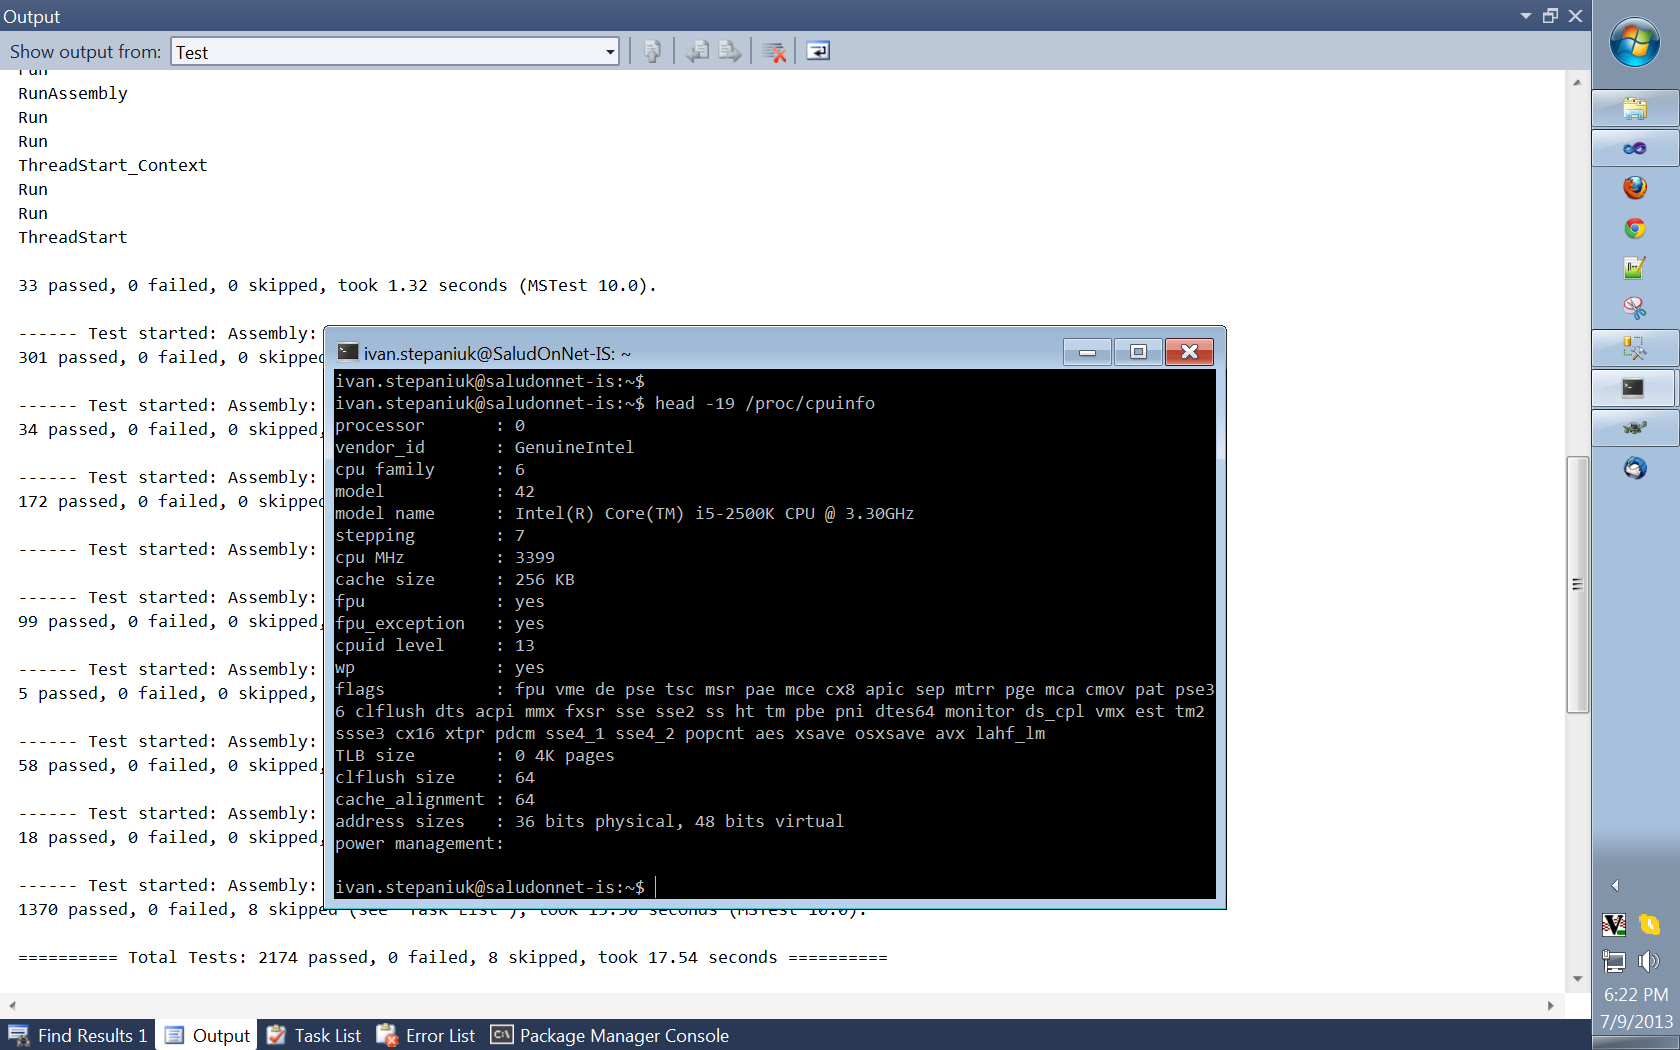 Output
Show output from: Test
RunAssembly
Run
Run
ThreadStart_Context
Run
Run
ThreadStart
33 passed, 0 failed, 0 skipped, took 1.32 seconds (MSTest 10.0).
------ Test started: Assembly:
301 passed, 0 failed, 0 skipped
------ Test started: Assembly:
34 passed, 0 failed, 0 skipped,
------ Test started: Assembly:
172 passed, 0 failed, 0 skipped
------ Test started: Assembly:
------ Test started: Assembly:
99 passed, 0 failed, 0 skipped,
------ Test started: Assembly:
5 passed, 0 failed, 0 skipped,
------ Test started: Assembly:
58 passed, 0 failed, 0 skipped,
------ Test started: Assembly:
18 passed, 0 failed, 0 skipped,
------ Test started: Assembly:
1370 passed, 0 failed, 8 skipped (see "Task List"), took 15.50 seconds (MSTest 10.0).
========== Total Tests: 2174 passed, 0 failed, 8 skipped, took 17.54 seconds ==========
ivan.stepaniuk@SaludOnNet-IS: ~
ivan.stepaniuk@saludonnet-is:~$
ivan.stepaniuk@saludonnet-is:~$ head -19 /proc/cpuinfo
processor : 0
vendor_id : GenuineIntel
cpu family : 6
model : 42
model name : Intel(R) Core(TM) i5-2500K CPU @ 3.30GHz
stepping : 7
cpu MHz : 3399
cache size : 256 KB
fpu : yes
fpu_exception : yes
cpuid level : 13
wp : yes
flags : fpu vme de pse tsc msr pae mce cx8 apic sep mtrr pge mca cmov pat pse3
6 clflush dts acpi mmx fxsr sse sse2 ss ht tm pbe pni dtes64 monitor ds_cpl vmx est tm2
ssse3 cx16 xtpr pdcm sse4_1 sse4_2 popcnt aes xsave osxsave avx lahf_lm
TLB size : 0 4K pages
clflush size : 64
cache_alignment : 64
address sizes : 36 bits physical, 48 bits virtual
power management:
ivan.stepaniuk@saludonnet-is:~$
Find Results 1 Output Task List Error List Package Manager Console
6:22 PM
7/9/2013